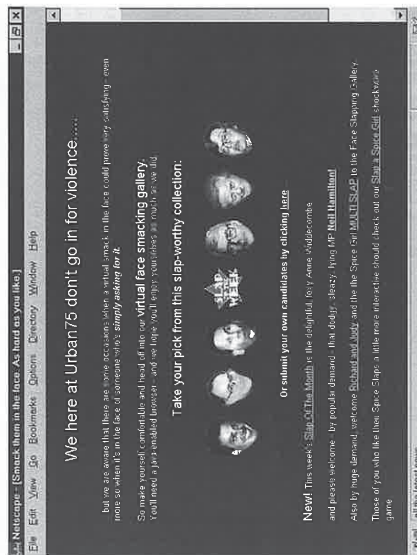 Netscape - [Smack them in the face. As hard as you like]
File Edit View Go Bookmarks Options Directory Window Help
We here at Urban75 don't go in for violence.....
but we are aware that there are some occasions when a virtual smack in the face could prove very satisfying - even
more so when it's in the face of someone who's simply asking for it.
So make yourself comfortable and head off into our virtual face smacking gallery.
You'll need a java enabled browser - and we hope you'll enjoy yourselves as much as we did.
Take your pick from this slap-worthy collection:
SLAP
WEEK
Or submit your own candidates by clicking here
New! This week's Slap Of The Month is the delightful, foxy Anne Widdecombe
and please welcome - by popular demand - that dodgy, sleazy, lying MP Neil Hamilton!
Also by huge demand, welcome Richard and Judy and the the Spice Girl MULTI SLAP to the Face Slapping Gallery.
Those of you who like their Spice Slaps a little more interactive should check out our Slap a Spice Girl shockwave
game